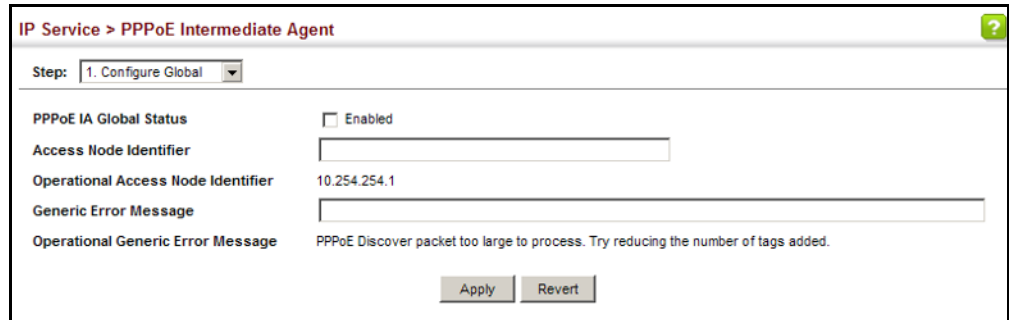 IP Service > PPPoE Intermediate Agent
?
Step: 1. Configure Global
PPPoE IA Global Status Enabled
Access Node Identifier
Operational Access Node Identifier 10.254.254.1
Generic Error Message
Operational Generic Error Message PPPoE Discover packet too large to process. Try reducing the number of tags added.
Apply Revert